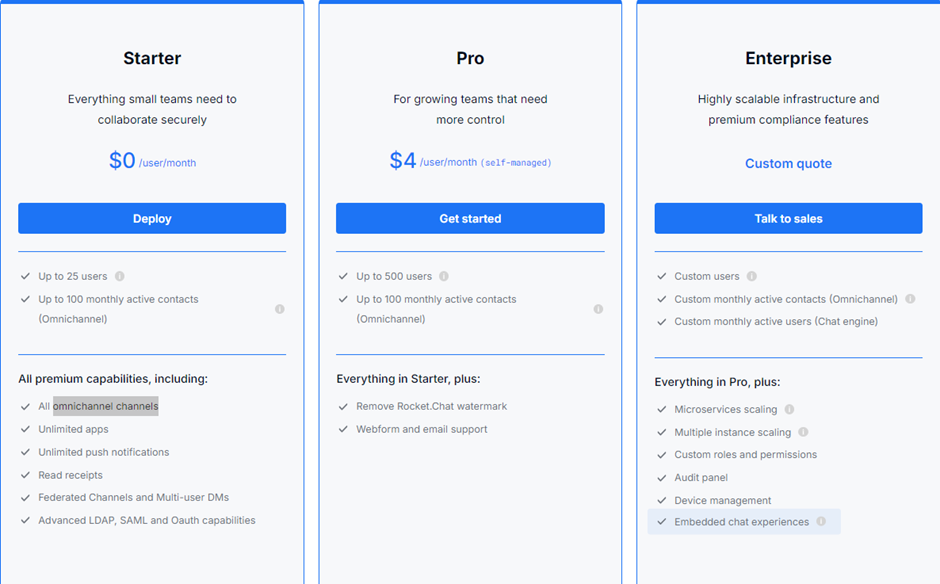 Starter
Everything small teams need to
collaborate securely
$0 /user/month
Deploy
Up to 25 users
Up to 100 monthly active contacts
(Omnichannel)
All premium capabilities, including:
All omnichannel channels
Unlimited apps
Unlimited push notifications
Read receipts
Federated Channels and Multi-user DMs
Advanced LDAP, SAML and Oauth capabilities
Pro
For growing teams that need
more control
$4 /user/month (self-managed)
Get started
Up to 500 users
Up to 100 monthly active contacts
(Omnichannel)
Everything in Starter, plus:
Remove Rocket.Chat watermark
Webform and email support
Enterprise
Highly scalable infrastructure and
premium compliance features
Custom quote
Talk to sales
Custom users
Custom monthly active contacts (Omnichannel)
Custom monthly active users (Chat engine)
Everything in Pro, plus:
Microservices scaling
Multiple instance scaling
Custom roles and permissions
Audit panel
Device management
Embedded chat experiences